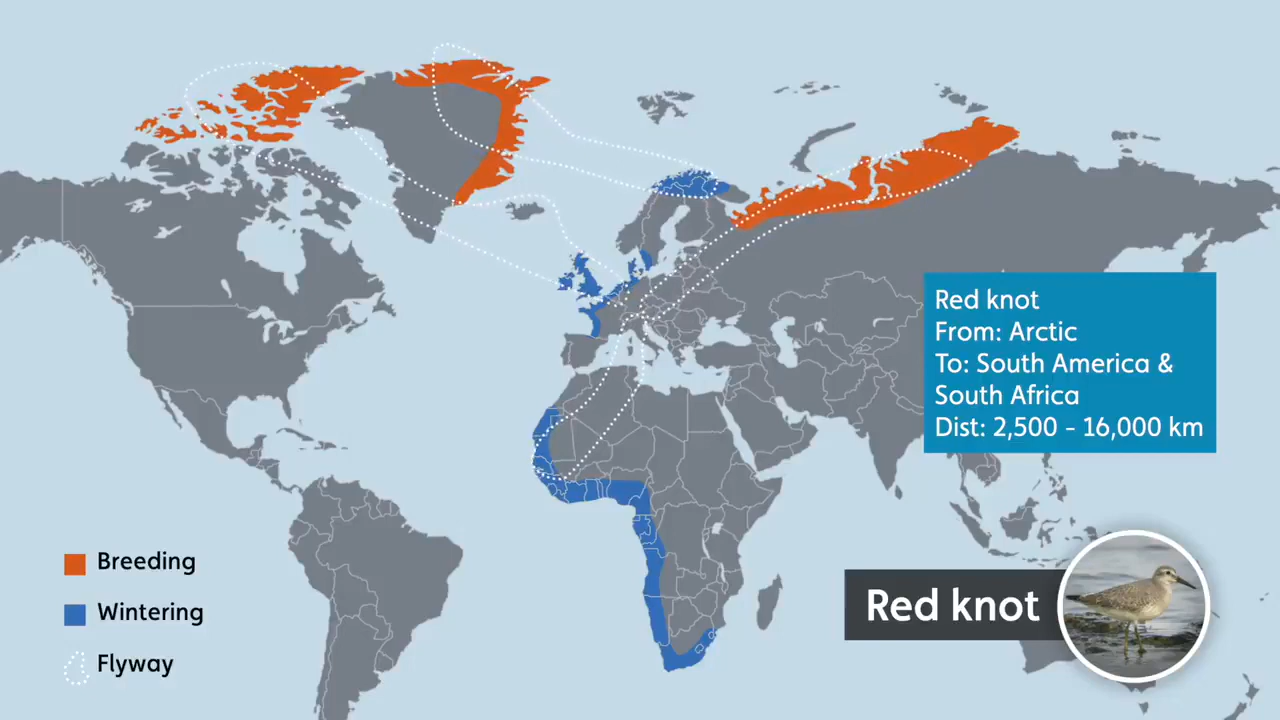 Red knot
From: Arctic
To: South America &
South Africa
Dist: 2,500 - 16,000 km
Breeding
Wintering
Flyway
Red knot